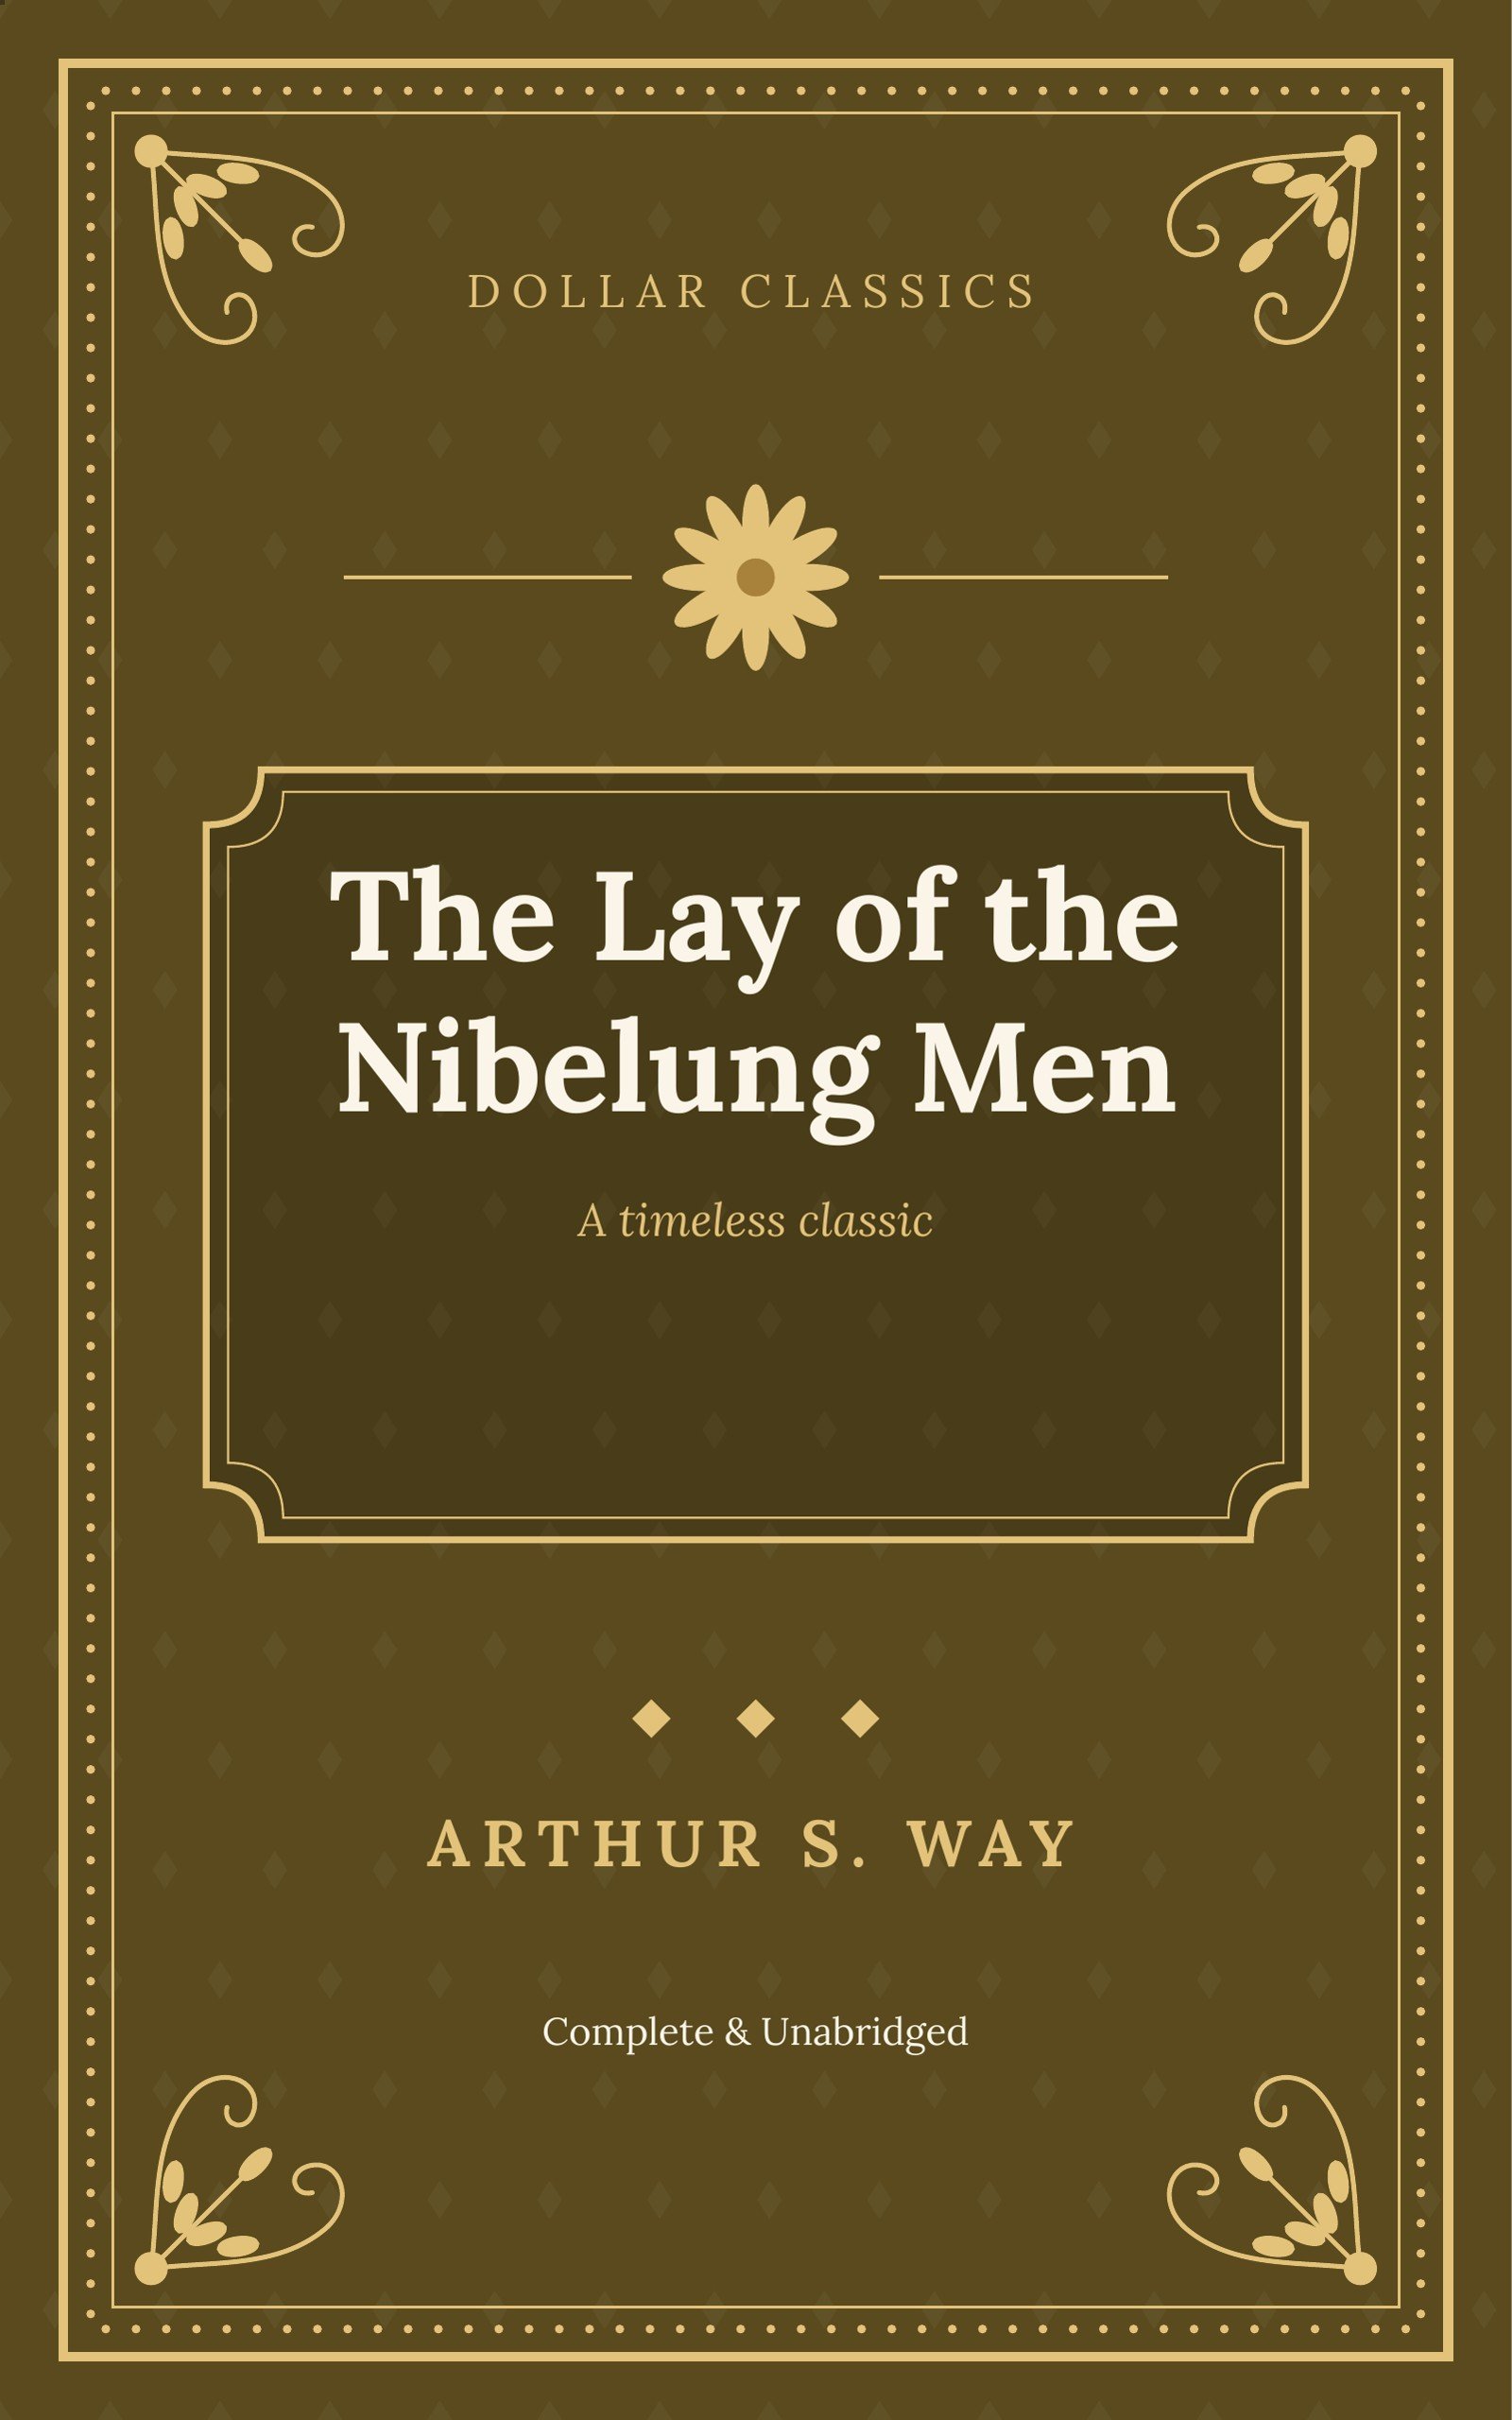 DOLLAR CLASSICS
The Lay of the
Nibelung Men
A timeless classic
ARTHUR S. WAY
Complete & Unabridged